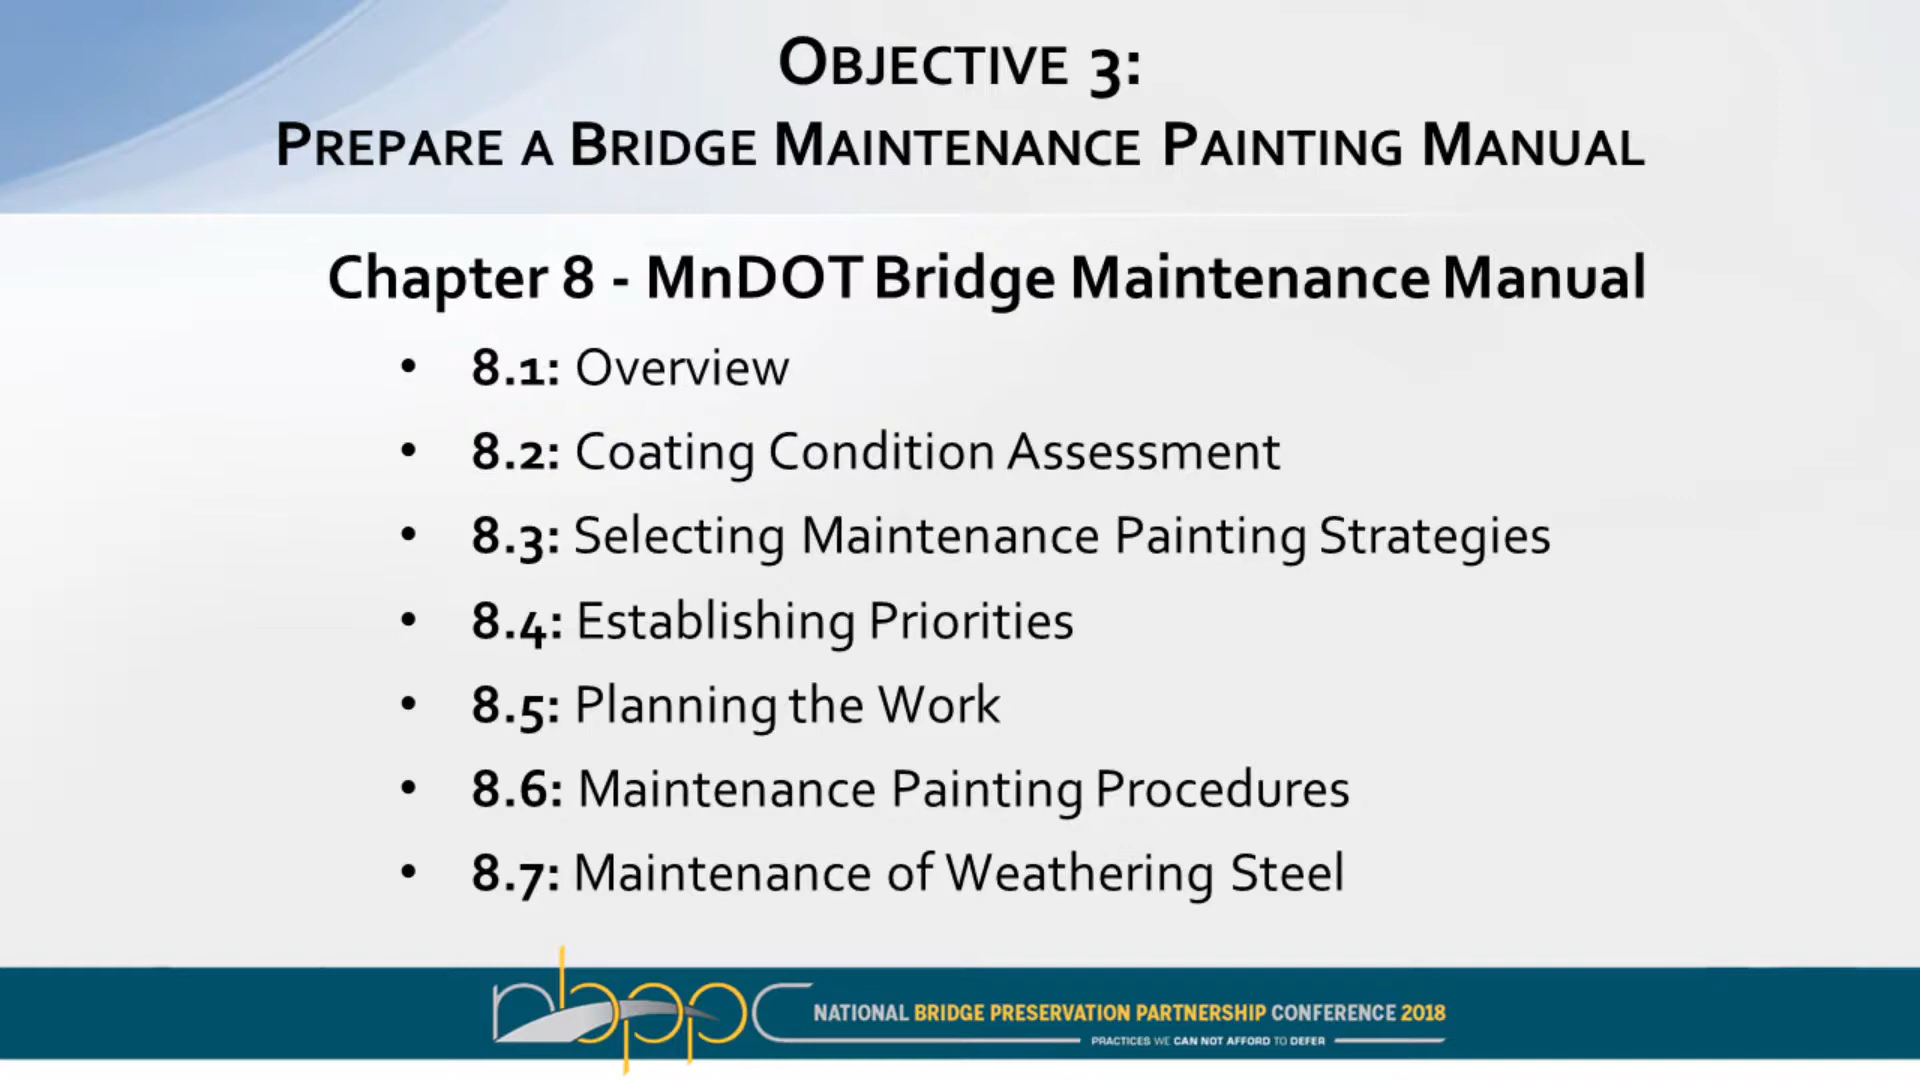 OBJECTIVE 3:
PREPARE A BRIDGE MAINTENANCE PAINTING MANUAL
Chapter 8 - MnDOT Bridge Maintenance Manual
• 8.1: Overview
• 8.2: Coating Condition Assessment
• 8.3: Selecting Maintenance Painting Strategies
• 8.4: Establishing Priorities
• 8.5: Planning the Work
• 8.6: Maintenance Painting Procedures
• 8.7: Maintenance of Weathering Steel
nbppc
NATIONAL BRIDGE PRESERVATION PARTNERSHIP CONFERENCE 2018
PRACTICES WE CAN NOT AFFORD TO DEFER